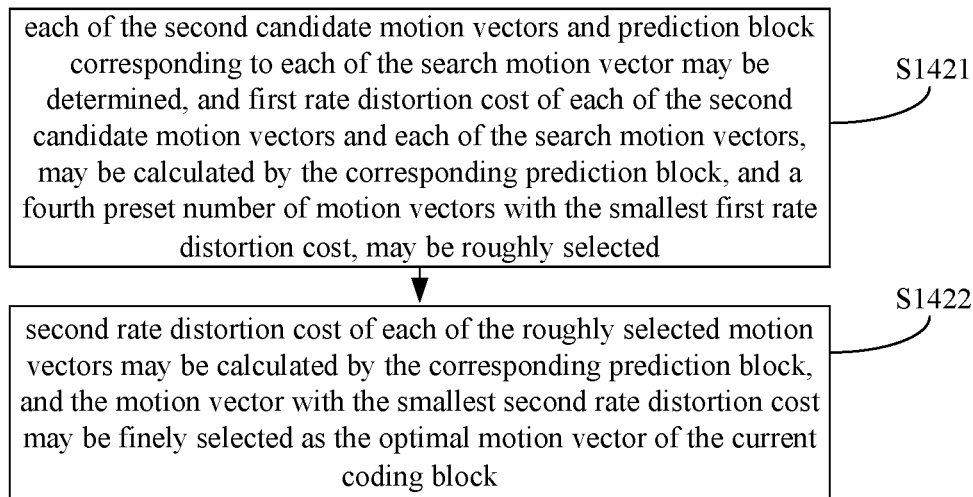 each of the second candidate motion vectors and prediction block
corresponding to each of the search motion vector may be
determined, and first rate distortion cost of each of the second
candidate motion vectors and each of the search motion vectors,
may be calculated by the corresponding prediction block, and a
fourth preset number of motion vectors with the smallest first rate
distortion cost, may be roughly selected
S1421
second rate distortion cost of each of the roughly selected motion
vectors may be calculated by the corresponding prediction block,
and the motion vector with the smallest second rate distortion cost
may be finely selected as the optimal motion vector of the current
coding block
S1422